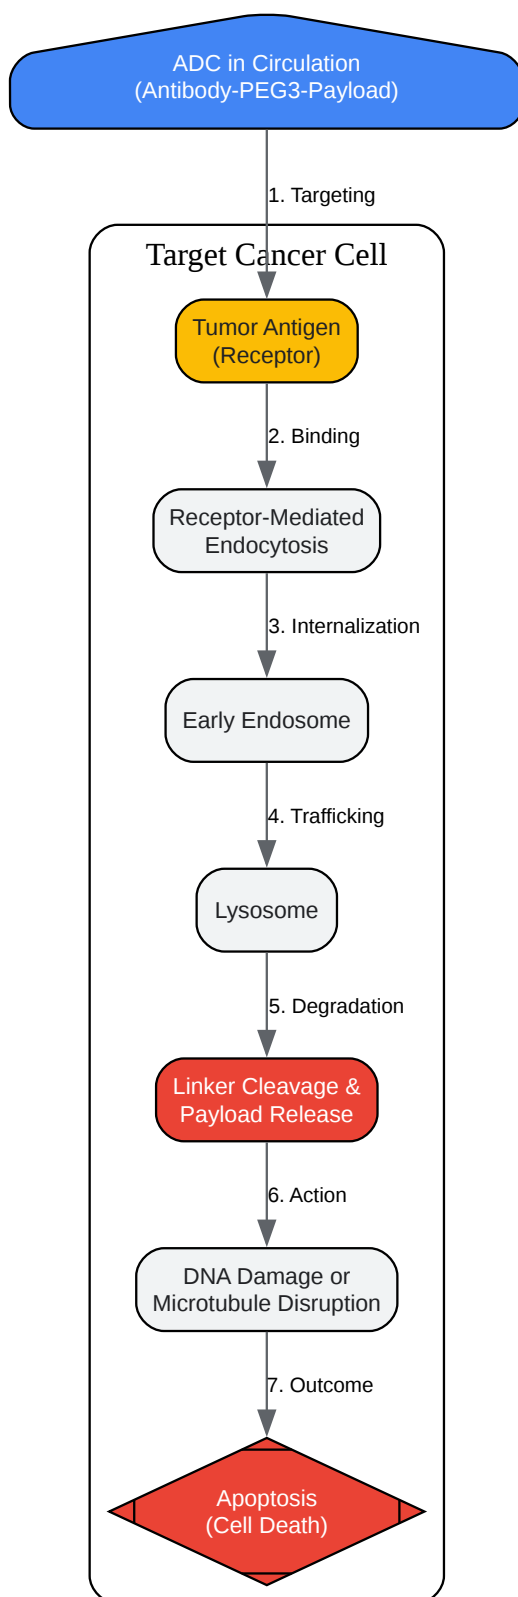 ADC in Circulation
(Antibody-PEG3-Payload)
1. Targeting
Target Cancer Cell
Tumor Antigen
(Receptor)
2. Binding
Receptor-Mediated
Endocytosis
3. Internalization
Early Endosome
4. Trafficking
Lysosome
5. Degradation
Linker Cleavage &
Payload Release
6. Action
DNA Damage or
Microtubule Disruption
7. Outcome
Apoptosis
(Cell Death)